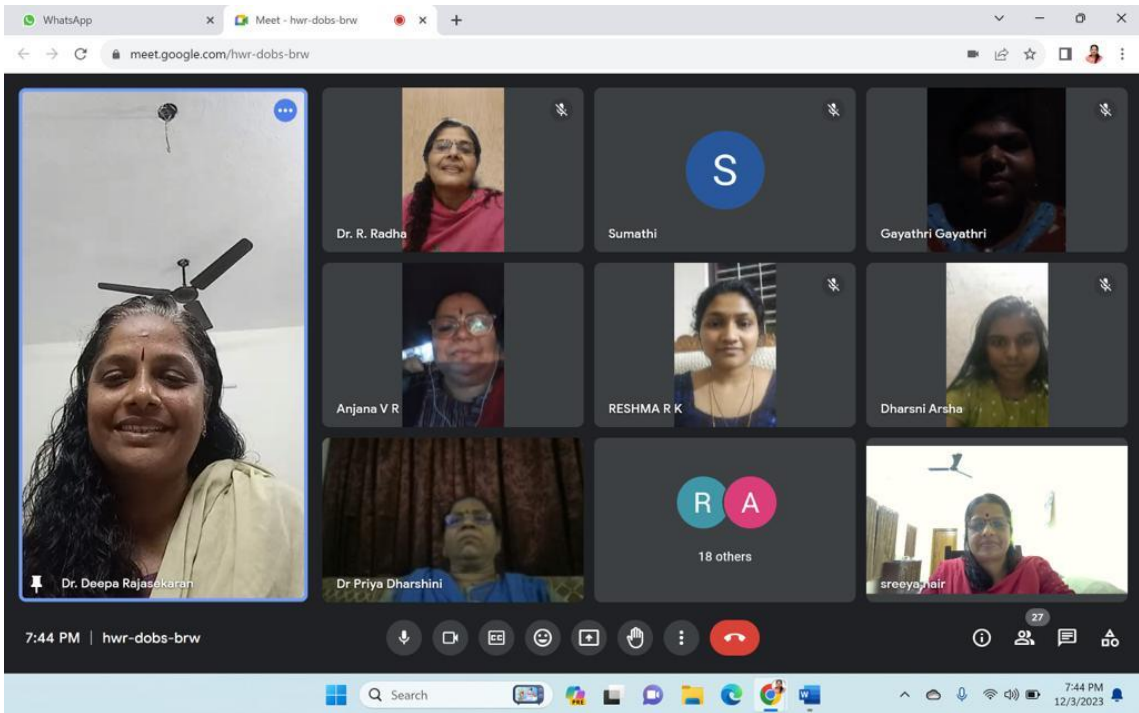 WhatsApp
Meet - hwr-dobs-brw
meet.google.com/hwr-dobs-brw
Dr. R. Radha
S
Sumathi
Gayathri Gayathri
Anjana V R
RESHMA R K
Dharsni Arsha
Dr. Deepa Rajasekaran
Dr Priya Dharshini
R A
18 others
sreeya nair
7:44 PM | hwr-dobs-brw
CC
27
Search
PRE
W
7:44 PM
12/3/2023